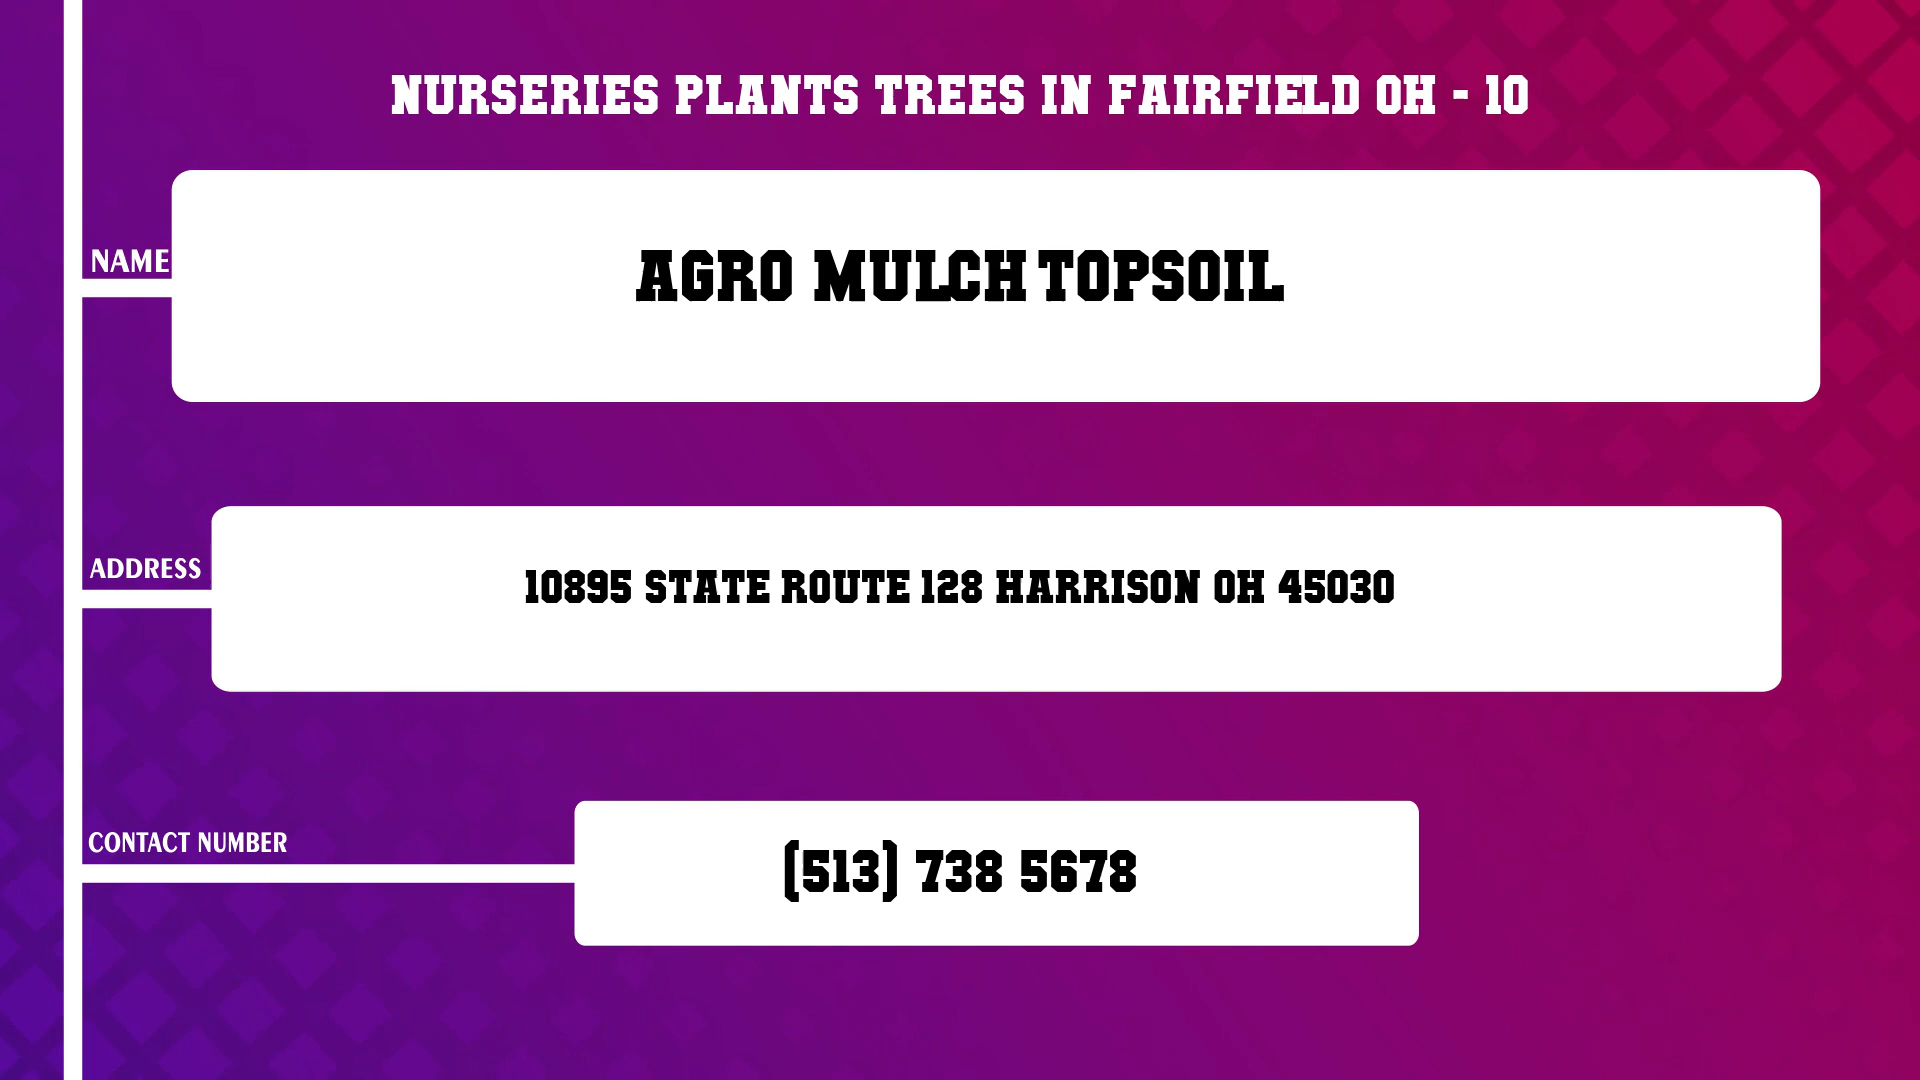 NURSERIES PLANTS TREES IN FAIRFIELD OH - 10
NAME
AGRO MULCH TOPSOIL
ADDRESS
10895 STATE ROUTE 128 HARRISON OH 45030
CONTACT NUMBER
(513) 738 5678